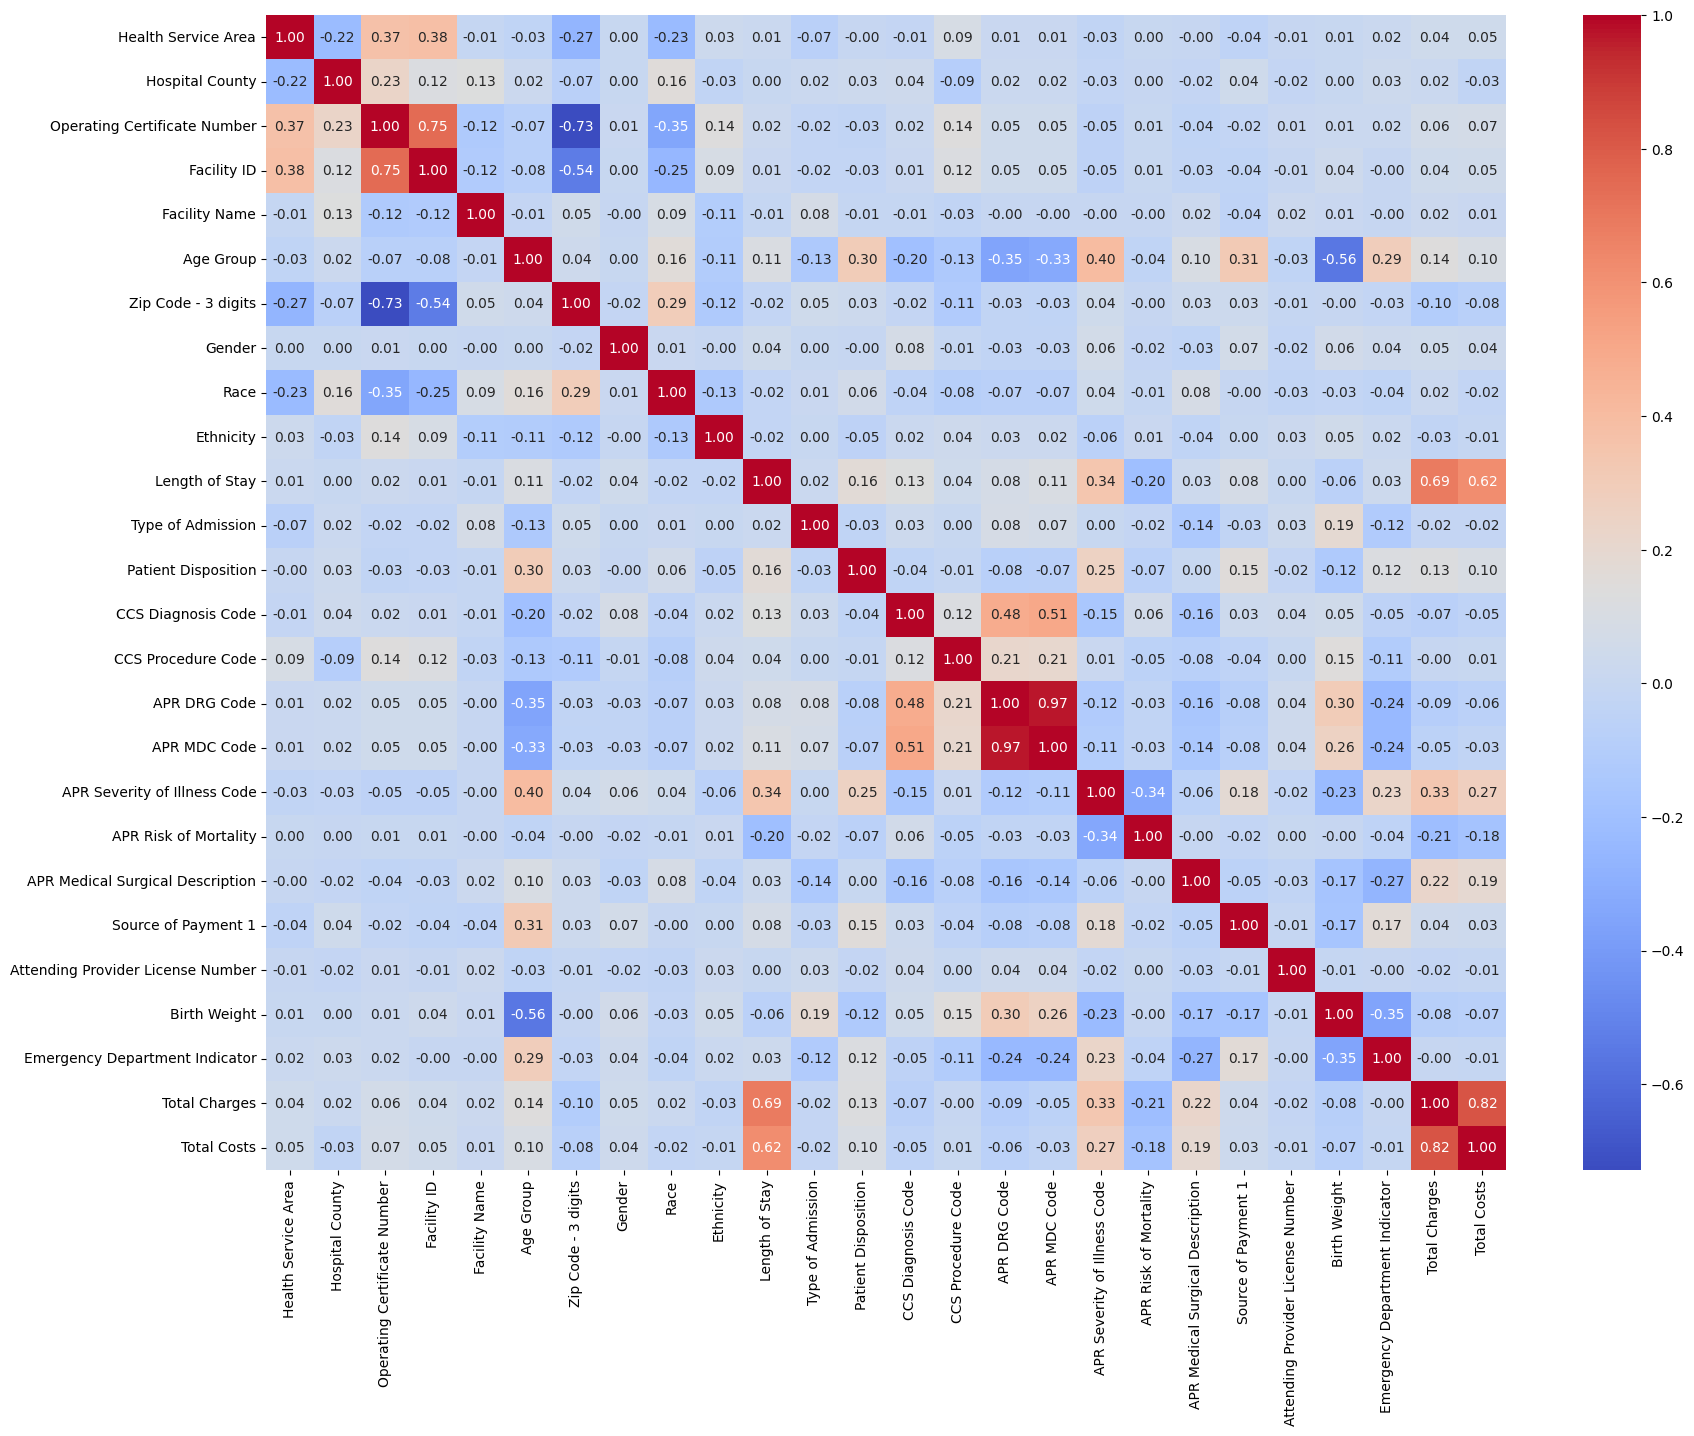 Health Service Area 1.00 -0.22 0.37 0.38 -0.01 -0.03 -0.27 0.00 -0.23 0.03 0.01 -0.07 -0.00 -0.01 0.09 0.01 0.01 -0.03 0.00 -0.00 -0.04 -0.01 0.01 0.02 0.04 0.05
Hospital County -0.22 1.00 0.23 0.12 0.13 0.02 -0.07 0.00 0.16 -0.03 0.00 0.02 0.03 0.04 -0.09 0.02 0.02 -0.03 0.00 -0.02 0.04 -0.02 0.00 0.03 0.02 -0.03
Operating Certificate Number 0.37 0.23 1.00 0.75 -0.12 -0.07 -0.73 0.01 -0.35 0.14 0.02 -0.02 -0.03 0.02 0.14 0.05 0.05 -0.05 0.01 -0.04 -0.02 0.01 0.01 0.02 0.06 0.07
Facility ID 0.38 0.12 0.75 1.00 -0.12 -0.08 -0.54 0.00 -0.25 0.09 0.01 -0.02 -0.03 0.01 0.12 0.05 0.05 -0.05 0.01 -0.03 -0.04 -0.01 0.04 -0.00 0.04 0.05
Facility Name -0.01 0.13 -0.12 -0.12 1.00 -0.01 0.05 -0.00 0.09 -0.11 -0.01 0.08 -0.01 -0.01 -0.03 -0.00 -0.00 -0.00 -0.00 0.02 -0.04 0.02 0.01 -0.00 0.02 0.01
Age Group -0.03 0.02 -0.07 -0.08 -0.01 1.00 0.04 0.00 0.16 -0.11 0.11 -0.13 0.30 -0.20 -0.13 -0.35 -0.33 0.40 -0.04 0.10 0.31 -0.03 -0.56 0.29 0.14 0.10
Zip Code - 3 digits -0.27 -0.07 -0.73 -0.54 0.05 0.04 1.00 -0.02 0.29 -0.12 -0.02 0.05 0.03 -0.02 -0.11 -0.03 -0.03 0.04 -0.00 0.03 0.03 -0.01 -0.00 -0.03 -0.10 -0.08
Gender 0.00 0.00 0.01 0.00 -0.00 0.00 -0.02 1.00 0.01 -0.00 0.04 0.00 -0.00 0.08 -0.01 -0.03 -0.03 0.06 -0.02 -0.03 0.07 -0.02 0.06 0.04 0.05 0.04
Race -0.23 0.16 -0.35 -0.25 0.09 0.16 0.29 0.01 1.00 -0.13 -0.02 0.01 0.06 -0.04 -0.08 -0.07 -0.07 0.04 -0.01 0.08 -0.00 -0.03 -0.03 -0.04 0.02 -0.02
Ethnicity 0.03 -0.03 0.14 0.09 -0.11 -0.11 -0.12 -0.00 -0.13 1.00 -0.02 0.00 -0.05 0.02 0.04 0.03 0.02 -0.06 0.01 -0.04 0.00 0.03 0.05 0.02 -0.03 -0.01
Length of Stay 0.01 0.00 0.02 0.01 -0.01 0.11 -0.02 0.04 -0.02 -0.02 1.00 0.02 0.16 0.13 0.04 0.08 0.11 0.34 -0.20 0.03 0.08 0.00 -0.06 0.03 0.69 0.62
Type of Admission -0.07 0.02 -0.02 -0.02 0.08 -0.13 0.05 0.00 0.01 0.00 0.02 1.00 -0.03 0.03 0.00 0.08 0.07 0.00 -0.02 -0.14 -0.03 0.03 0.19 -0.12 -0.02 -0.02
Patient Disposition -0.00 0.03 -0.03 -0.03 -0.01 0.30 0.03 -0.00 0.06 -0.05 0.16 -0.03 1.00 -0.04 -0.01 -0.08 -0.07 0.25 -0.07 0.00 0.15 -0.02 -0.12 0.12 0.13 0.10
CCS Diagnosis Code -0.01 0.04 0.02 0.01 -0.01 -0.20 -0.02 0.08 -0.04 0.02 0.13 0.03 -0.04 1.00 0.12 0.48 0.51 -0.15 0.06 -0.16 0.03 0.04 0.05 -0.05 -0.07 -0.05
CCS Procedure Code 0.09 -0.09 0.14 0.12 -0.03 -0.13 -0.11 -0.01 -0.08 0.04 0.04 0.00 -0.01 0.12 1.00 0.21 0.21 0.01 -0.05 -0.08 -0.04 0.00 0.15 -0.11 -0.00 0.01
APR DRG Code 0.01 0.02 0.05 0.05 -0.00 -0.35 -0.03 -0.03 -0.07 0.03 0.08 0.08 -0.08 0.48 0.21 1.00 0.97 -0.12 -0.03 -0.16 -0.08 0.04 0.30 -0.24 -0.09 -0.06
APR MDC Code 0.01 0.02 0.05 0.05 -0.00 -0.33 -0.03 -0.03 -0.07 0.02 0.11 0.07 -0.07 0.51 0.21 0.97 1.00 -0.11 -0.03 -0.14 -0.08 0.04 0.26 -0.24 -0.05 -0.03
APR Severity of Illness Code -0.03 -0.03 -0.05 -0.05 -0.00 0.40 0.04 0.06 0.04 -0.06 0.34 0.00 0.25 -0.15 0.01 -0.12 -0.11 1.00 -0.34 -0.06 0.18 -0.02 -0.23 0.23 0.33 0.27
APR Risk of Mortality 0.00 0.00 0.01 0.01 -0.00 -0.04 -0.00 -0.02 -0.01 0.01 -0.20 -0.02 -0.07 0.06 -0.05 -0.03 -0.03 -0.34 1.00 -0.00 -0.02 0.00 -0.00 -0.04 -0.21 -0.18
APR Medical Surgical Description -0.00 -0.02 -0.04 -0.03 0.02 0.10 0.03 -0.03 0.08 -0.04 0.03 -0.14 0.00 -0.16 -0.08 -0.16 -0.14 -0.06 -0.00 1.00 -0.05 -0.03 -0.17 -0.27 0.22 0.19
Source of Payment 1 -0.04 0.04 -0.02 -0.04 -0.04 0.31 0.03 0.07 -0.00 0.00 0.08 -0.03 0.15 0.03 -0.04 -0.08 -0.08 0.18 -0.02 -0.05 1.00 -0.01 -0.17 0.17 0.04 0.03
Attending Provider License Number -0.01 -0.02 0.01 -0.01 0.02 -0.03 -0.01 -0.02 -0.03 0.03 0.00 0.03 -0.02 0.04 0.00 0.04 0.04 -0.02 0.00 -0.03 -0.01 1.00 -0.01 -0.00 -0.02 -0.01
Birth Weight 0.01 0.00 0.01 0.04 0.01 -0.56 -0.00 0.06 -0.03 0.05 -0.06 0.19 -0.12 0.05 0.15 0.30 0.26 -0.23 -0.00 -0.17 -0.17 -0.01 1.00 -0.35 -0.08 -0.07
Emergency Department Indicator 0.02 0.03 0.02 -0.00 -0.00 0.29 -0.03 0.04 -0.04 0.02 0.03 -0.12 0.12 -0.05 -0.11 -0.24 -0.24 0.23 -0.04 -0.27 0.17 -0.00 -0.35 1.00 -0.00 -0.01
Total Charges 0.04 0.02 0.06 0.04 0.02 0.14 -0.10 0.05 0.02 -0.03 0.69 -0.02 0.13 -0.07 -0.00 -0.09 -0.05 0.33 -0.21 0.22 0.04 -0.02 -0.08 -0.00 1.00 0.82
Total Costs 0.05 -0.03 0.07 0.05 0.01 0.10 -0.08 0.04 -0.02 -0.01 0.62 -0.02 0.10 -0.05 0.01 -0.06 -0.03 0.27 -0.18 0.19 0.03 -0.01 -0.07 -0.01 0.82 1.00
Health Service Area
Hospital County
Operating Certificate Number
Facility ID
Facility Name
Age Group
Zip Code - 3 digits
Gender
Race
Ethnicity
Length of Stay
Type of Admission
Patient Disposition
CCS Diagnosis Code
CCS Procedure Code
APR DRG Code
APR MDC Code
APR Severity of Illness Code
APR Risk of Mortality
APR Medical Surgical Description
Source of Payment 1
Attending Provider License Number
Birth Weight
Emergency Department Indicator
Total Charges
Total Costs
1.0
0.8
0.6
0.4
0.2
0.0
−0.2
−0.4
−0.6